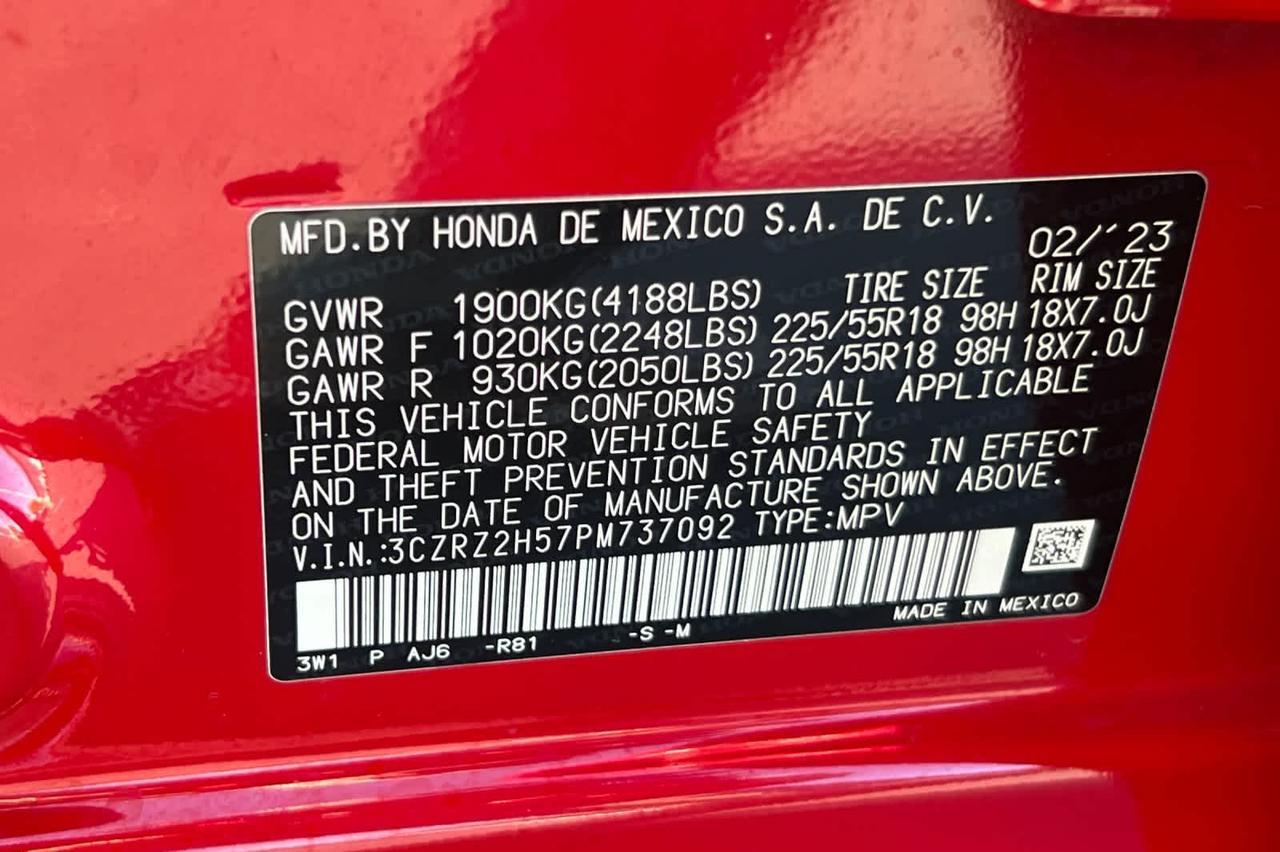 MFD.BY HONDA DE MEXICO S.A. DE C.V.
02/´23
TIRE SIZE RIM SIZE
GVWR 1900KG(4188LBS)
GAWR F 1020KG(2248LBS) 225/55R18 98H 18X7.0J
GAWR R 930KG(2050LBS) 225/55R18 98H 18X7.0J
THIS VEHICLE CONFORMS TO ALL APPLICABLE
FEDERAL MOTOR VEHICLE SAFETY
AND THEFT PREVENTION STANDARDS IN EFFECT
ON THE DATE OF MANUFACTURE SHOWN ABOVE.
V.I.N.:3CZRZ2H57PM737092 TYPE:MPV
MADE IN MEXICO
3W1 P AJ6 -R81 -S -M